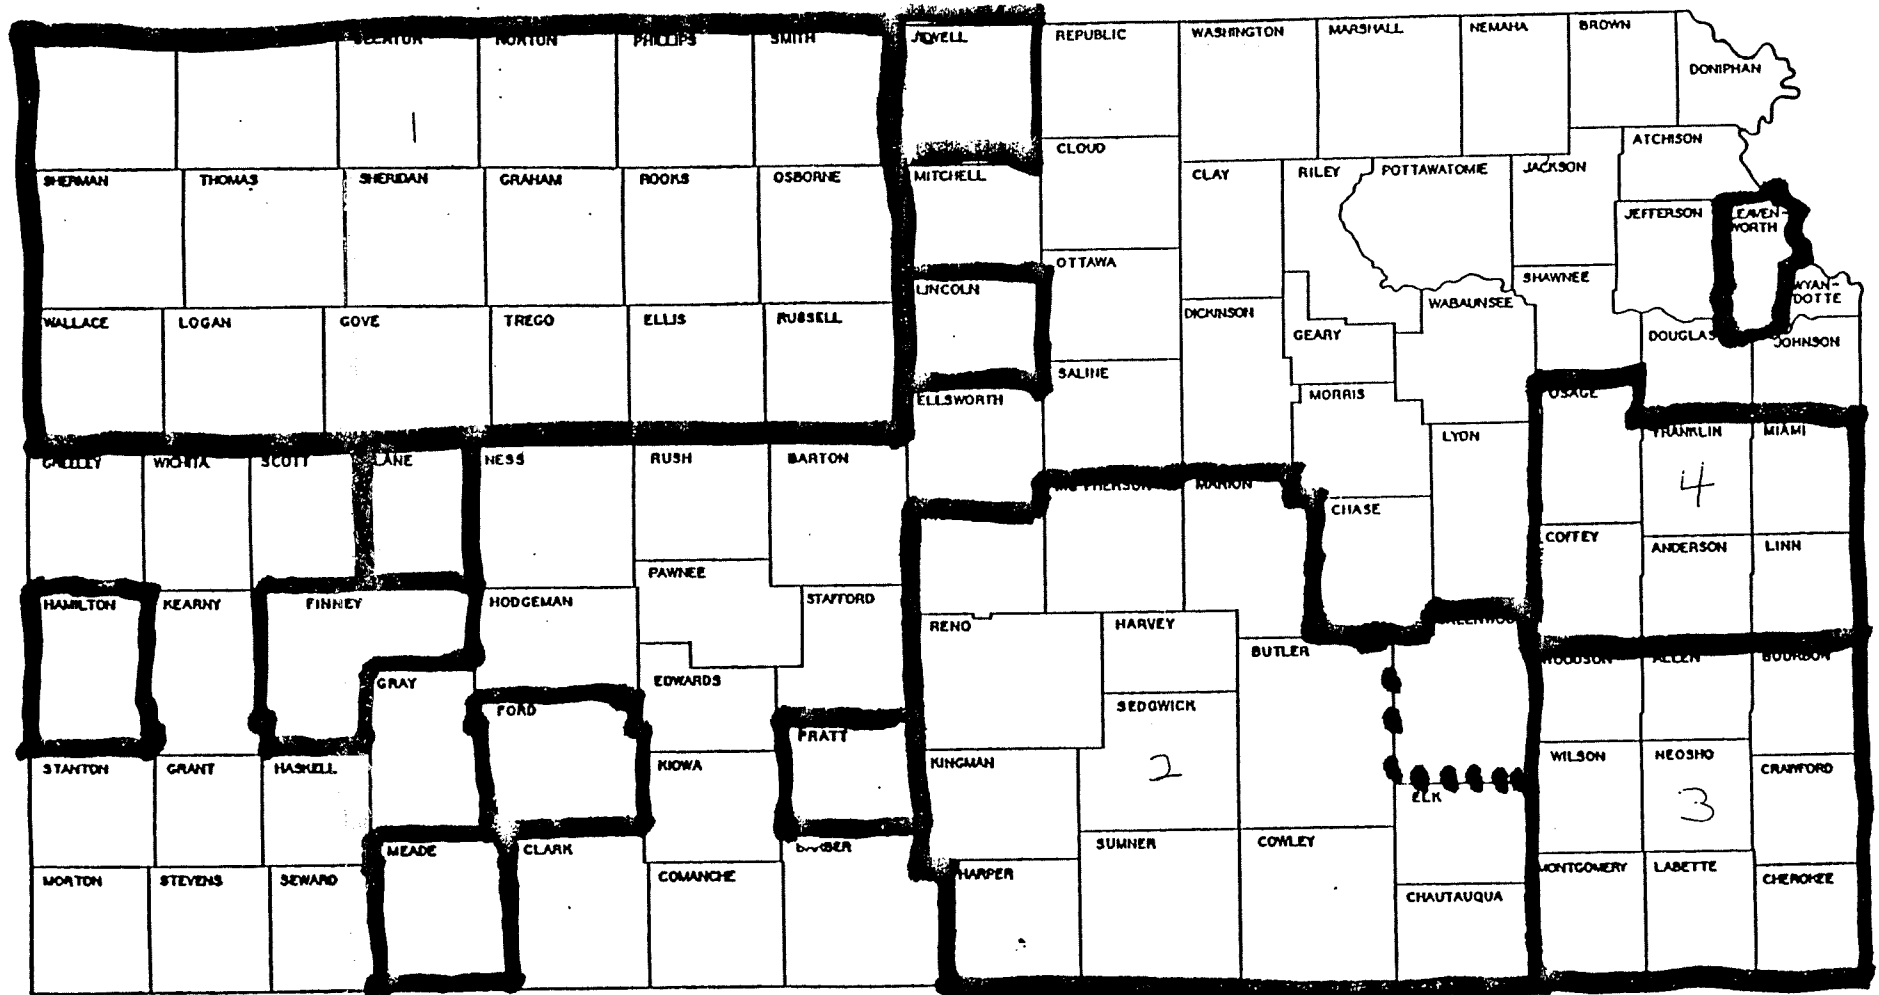 DECATUR NORTON PHILLIPS SMITH JEWELL REPUBLIC WASHINGTON MARSHALL NEMAHA BROWN
DONIPHAN
1
ATCHISON
CLOUD
SHERMAN THOMAS SHERIDAN GRAHAM ROOKS OSBORNE MITCHELL CLAY RILEY POTTAWATOMIE JACKSON
JEFFERSON LEAVEN-
WORTH
OTTAWA
SHAWNEE
WYAN-
DOTTE
LINCOLN
WABAUNSEE
WALLACE LOGAN GOVE TREGO ELLIS RUSSELL DICKINSON
GEARY DOUGLAS JOHNSON
SALINE
ELLSWORTH MORRIS OSAGE
LYON FRANKLIN MIAMI
GREELEY WICHITA SCOTT LANE NESS RUSH BARTON
MCPHERSON MARION
4
CHASE
COFFEY ANDERSON LINN
PAWNEE
HAMILTON KEARNY FINNEY HODGEMAN STAFFORD
RENO HARVEY GREENWOOD
BUTLER WOODSON ALLEN BOURBON
GRAY EDWARDS
FORD SEDGWICK
PRATT
STANTON GRANT HASKELL KIOWA KINGMAN WILSON NEOSHO CRAWFORD
2
ELK
3
MEADE CLARK BARBER SUMNER COWLEY
MORTON STEVENS SEWARD COMANCHE HARPER MONTGOMERY LABETTE CHEROKEE
CHAUTAUQUA